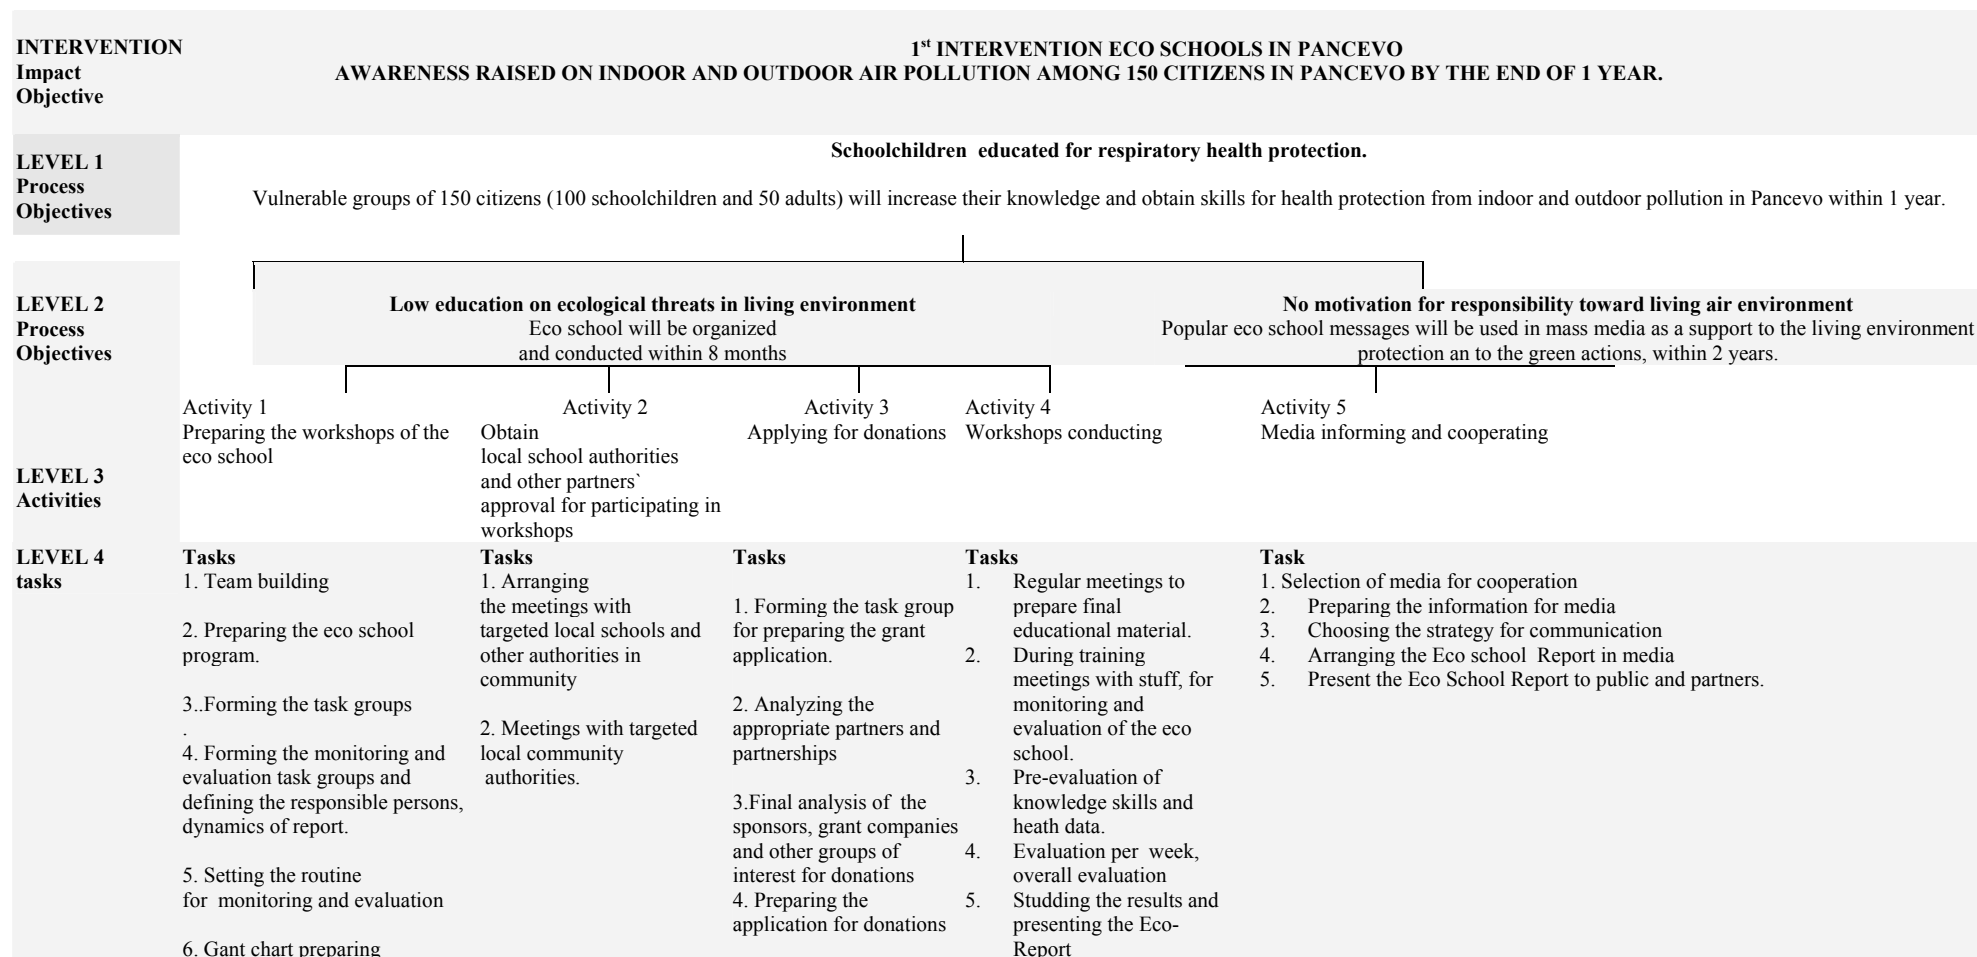 INTERVENTION
Impact
Objective
1st INTERVENTION ECO SCHOOLS IN PANCEVO
AWARENESS RAISED ON INDOOR AND OUTDOOR AIR POLLUTION AMONG 150 CITIZENS IN PANCEVO BY THE END OF 1 YEAR.
LEVEL 1
Process
Objectives
Schoolchildren educated for respiratory health protection.
Vulnerable groups of 150 citizens (100 schoolchildren and 50 adults) will increase their knowledge and obtain skills for health protection from indoor and outdoor pollution in Pancevo within 1 year.
LEVEL 2
Process
Objectives
Low education on ecological threats in living environment
Eco school will be organized
and conducted within 8 months
No motivation for responsibility toward living air environment
Popular eco school messages will be used in mass media as a support to the living environment
protection an to the green actions, within 2 years.
LEVEL 3
Activities
Activity 1
Preparing the workshops of the
eco school
Activity 2
Obtain
local school authorities
and other partners`
approval for participating in
workshops
Activity 3
Applying for donations
Activity 4
Workshops conducting
Activity 5
Media informing and cooperating
LEVEL 4
tasks
Tasks
1. Team building
2. Preparing the eco school
program.
3..Forming the task groups
.
4. Forming the monitoring and
evaluation task groups and
defining the responsible persons,
dynamics of report.
5. Setting the routine
for monitoring and evaluation
6. Gant chart preparing
Tasks
1. Arranging
the meetings with
targeted local schools and
other authorities in
community
2. Meetings with targeted
local community
authorities.
Tasks
1. Forming the task group
for preparing the grant
application.
2. Analyzing the
appropriate partners and
partnerships
3.Final analysis of the
sponsors, grant companies
and other groups of
interest for donations
4. Preparing the
application for donations
Tasks
1. Regular meetings to
prepare final
educational material.
2. During training
meetings with stuff, for
monitoring and
evaluation of the eco
school.
3. Pre-evaluation of
knowledge skills and
heath data.
4. Evaluation per week,
overall evaluation
5. Studding the results and
presenting the Eco-
Report
Task
1. Selection of media for cooperation
2. Preparing the information for media
3. Choosing the strategy for communication
4. Arranging the Eco school Report in media
5. Present the Eco School Report to public and partners.